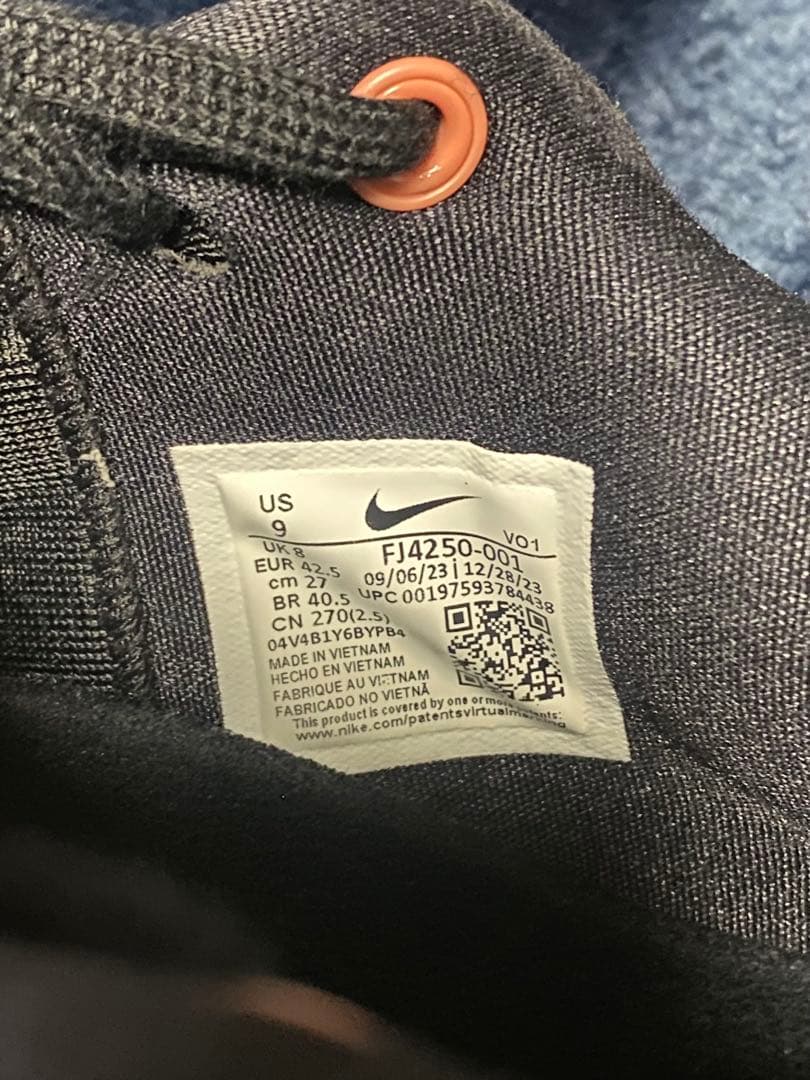 US
9
VO1
UK 8
FJ4250-001
EUR 42.5
09/06/23 | 12/28/23
cm 27
UPC 00197593784438
BR 40.5
CN 270(2.5)
04V4B1Y6BYPB4
MADE IN VIETNAM
HECHO EN VIETNAM
FABRIQUE AU VIETNAM
FABRICADO NO VIETNÃ
This product is covered by one or more patents:
www.nike.com/patentsvirtualmarking